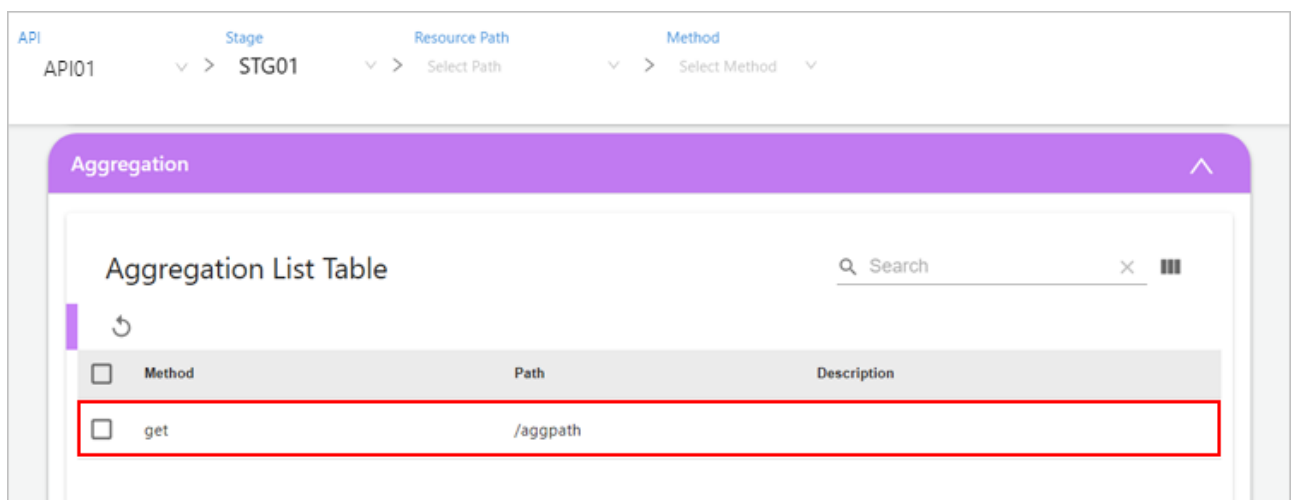 API Stage Resource Path Method
API01 > STG01 > Select Path > Select Method
Aggregation
Aggregation List Table Search
Method Path Description
get /aggpath